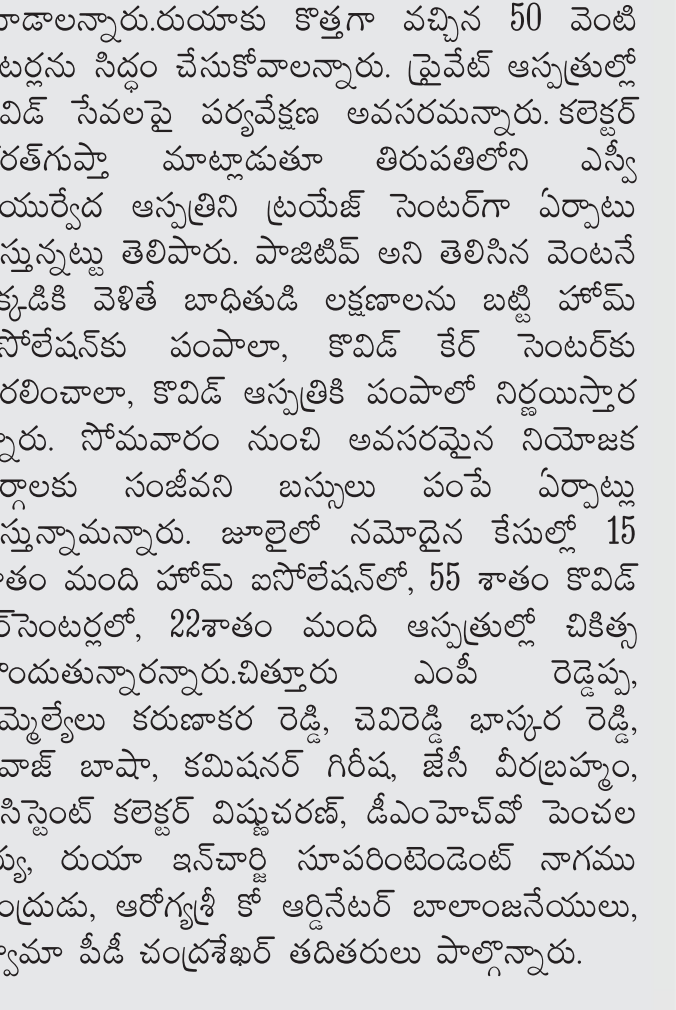 వాడాలన్నారు.రుయాకు కొత్తగా వచ్చిన 50 వెంటి
టర్లను సిద్ధం చేసుకోవాలన్నారు. ప్రైవేట్ ఆస్పత్రుల్లో
విడ్ సేవలపై పర్యవేక్షణ అవసరమన్నారు. కలెక్టర్
రత్‌గుప్తా మాట్లాడుతూ తిరుపతిలోని ఎస్వీ
యుర్వేద ఆస్పత్రిని ట్రయేజ్ సెంటర్‌గా ఏర్పాటు
స్తున్నట్టు తెలిపారు. పాజిటివ్ అని తెలిసిన వెంటనే
క్కడికి వెళితే బాధితుడి లక్షణాలను బట్టి హోమ్
సోలేషన్‌కు పంపాలా, కొవిడ్ కేర్ సెంటర్‌కు
రలించాలా, కొవిడ్ ఆస్పత్రికి పంపాలో నిర్ణయిస్తార
న్నారు. సోమవారం నుంచి అవసరమైన నియోజక
ర్గాలకు సంజీవని బస్సులు పంపే ఏర్పాట్లు
స్తున్నామన్నారు. జూలైలో నమోదైన కేసుల్లో 15
శాతం మంది హోమ్ ఐసోలేషన్‌లో, 55 శాతం కొవిడ్
ర్‌సెంటర్లలో, 22శాతం మంది ఆస్పత్రుల్లో చికిత్స
పొందుతున్నారన్నారు.చిత్తూరు ఎంపీ రెడ్డెప్ప,
మ్మెల్యేలు కరుణాకర రెడ్డి, చెవిరెడ్డి భాస్కర రెడ్డి,
వాజ్ బాషా, కమిషనర్ గిరీష, జేసీ వీరబ్రహ్మం,
సిస్టెంట్ కలెక్టర్ విష్ణుచరణ్, డీఎంహెచ్‌వో పెంచల
య్య, రుయా ఇన్‌చార్జి సూపరింటెండెంట్ నాగము
ంద్రుడు, ఆరోగ్యశ్రీ కో ఆర్డినేటర్ బాలాంజనేయులు,
్వామా పీడీ చంద్రశేఖర్ తదితరులు పాల్గొన్నారు.